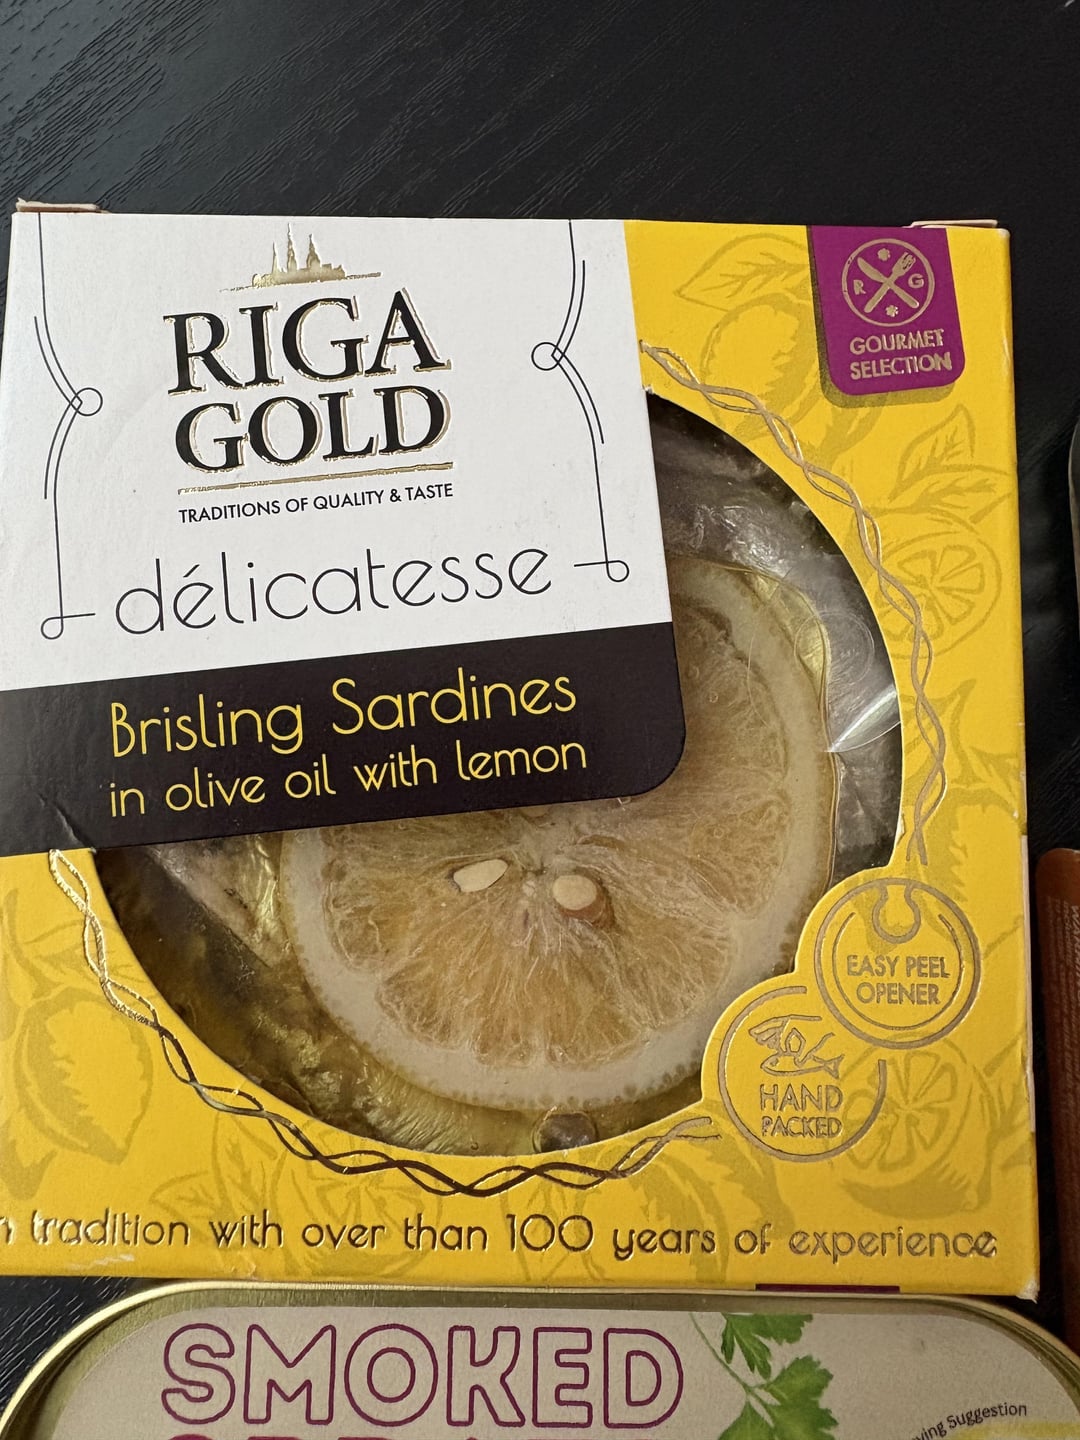 RIGA
GOLD
TRADITIONS OF QUALITY & TASTE
délicatesse
Brisling Sardines
in olive oil with lemon
R G
GOURMET
SELECTION
EASY PEEL
OPENER
HAND
PACKED
tradition with over than 100 years of experience
SMOKED
Suggestion